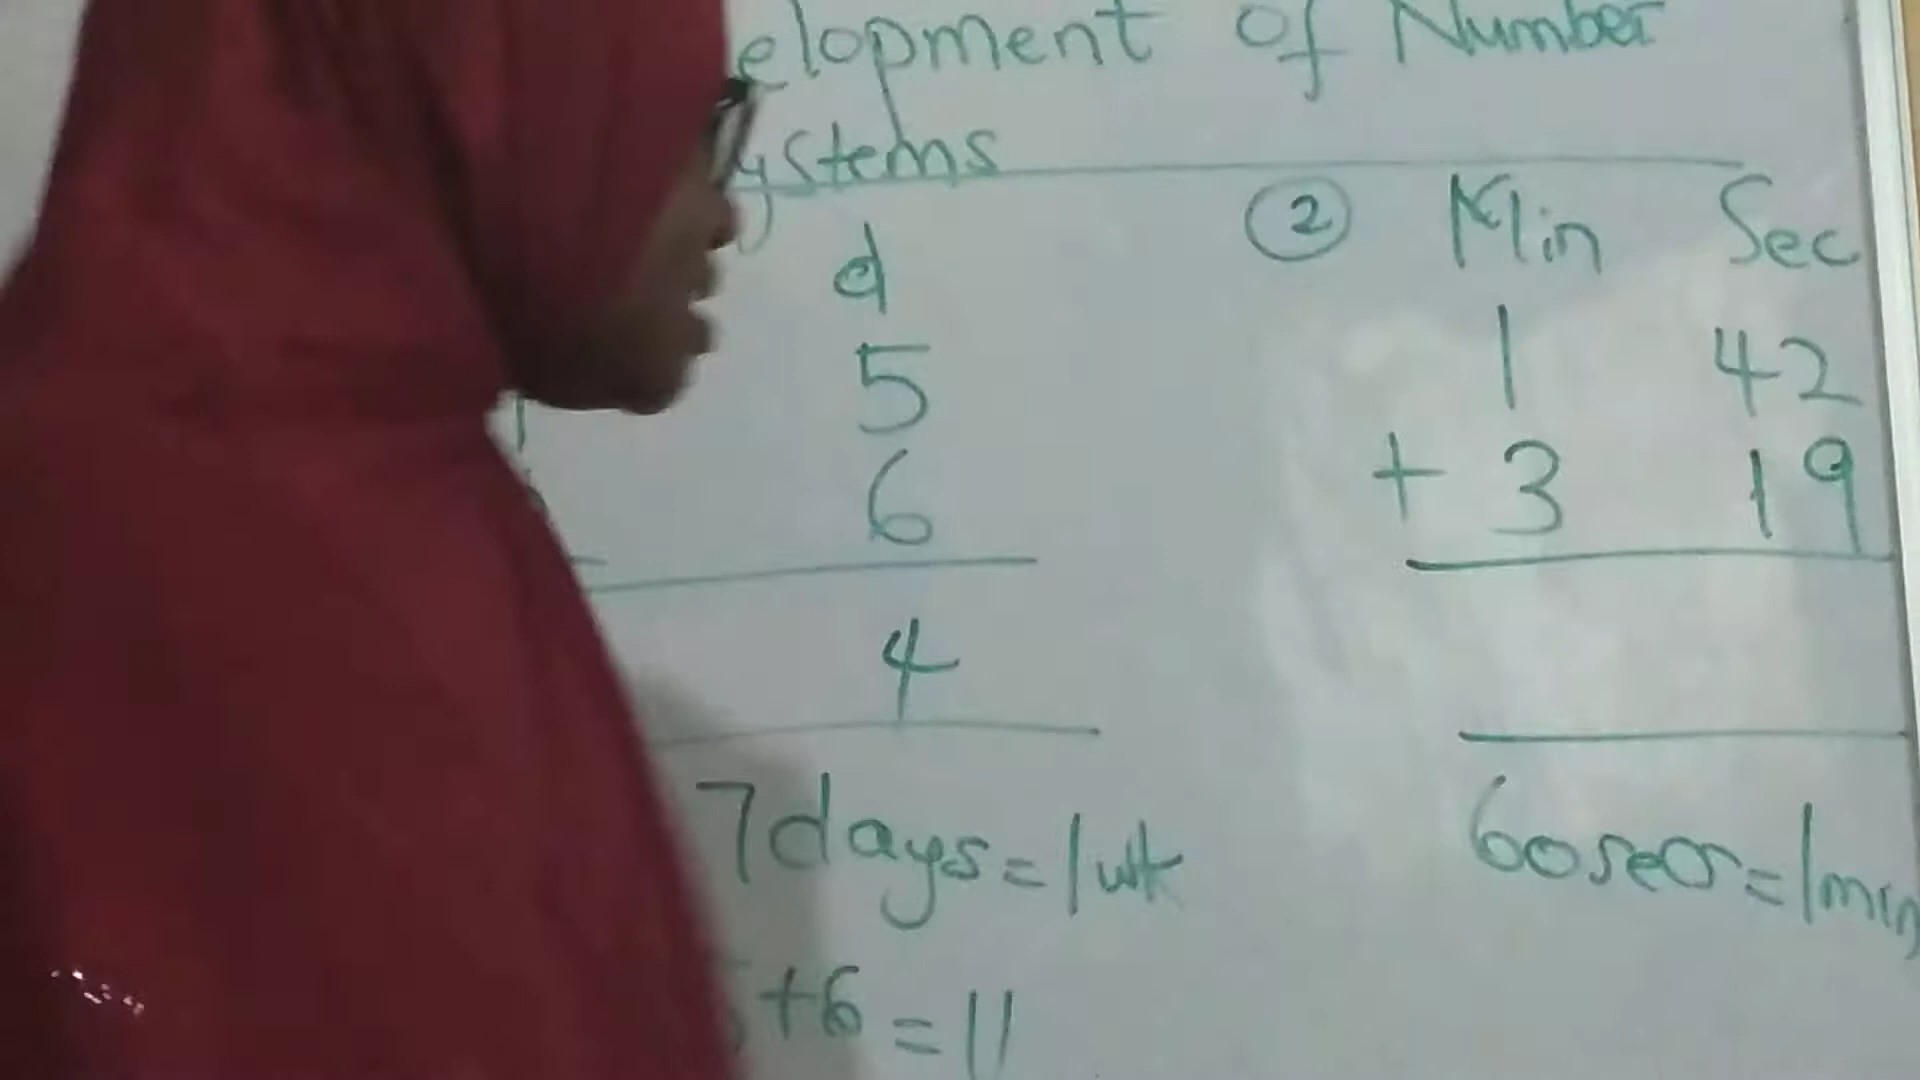 elopment of Number
ystems
d
5
6
4
7days=1wk
+6=11
② Min Sec
1 42
+ 3 19
60secs=1min